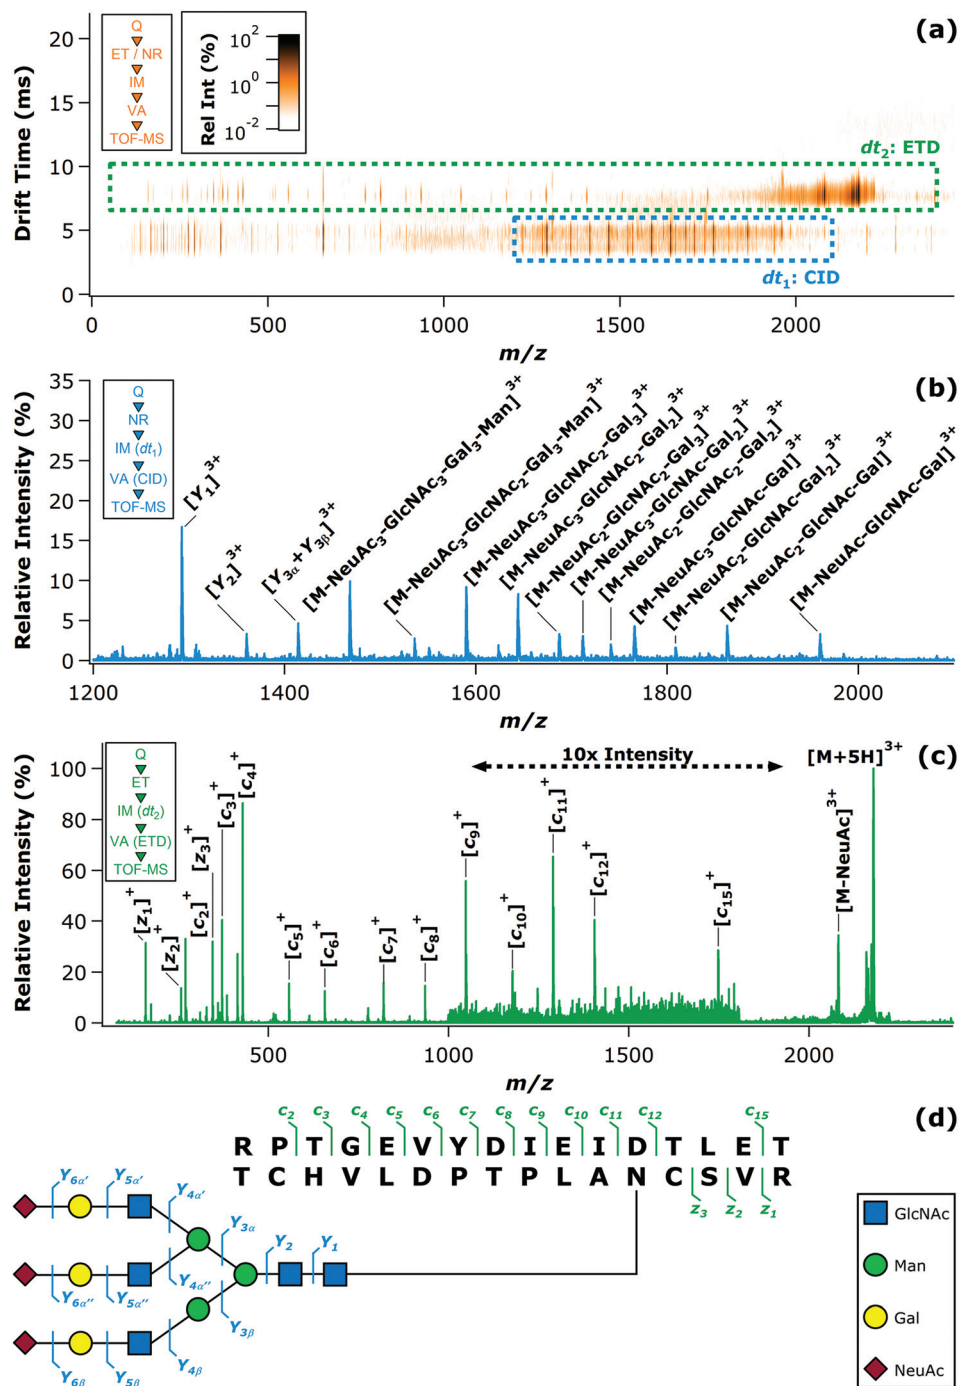 (a)
Q
ET / NR
IM
VA
TOF-MS
Rel Int (%)
10²
10⁰
10⁻²
Drift Time (ms)
20
15
10
5
0
dt₂: ETD
dt₁: CID
0
500
1000
1500
2000
m/z
(b)
Q
NR
IM (dt₁)
VA (CID)
TOF-MS
Relative Intensity (%)
35
30
25
20
15
10
5
0
[Y₁]³⁺
[Y₂]³⁺
[Y₃α+Y₃β]³⁺
[M-NeuAc₃-GlcNAc₃-Gal₃-Man]³⁺
[M-NeuAc₃-GlcNAc₂-Gal₃-Man]³⁺
[M-NeuAc₃-GlcNAc₂-Gal₃]³⁺
[M-NeuAc₃-GlcNAc₂-Gal₂]³⁺
[M-NeuAc₂-GlcNAc₂-Gal₃]³⁺
[M-NeuAc₃-GlcNAc-Gal₂]³⁺
[M-NeuAc₂-GlcNAc₂-Gal₂]³⁺
[M-NeuAc₃-GlcNAc-Gal]³⁺
[M-NeuAc₂-GlcNAc-Gal₂]³⁺
[M-NeuAc₂-GlcNAc-Gal]³⁺
[M-NeuAc-GlcNAc-Gal]³⁺
1200
1400
1600
1800
2000
m/z
(c)
Q
ET
IM (dt₂)
VA (ETD)
TOF-MS
Relative Intensity (%)
100
80
60
40
20
0
[z₁]⁺
[z₂]⁺
[c₂]⁺
[z₃]⁺
[c₃]⁺
[c₄]⁺
[c₅]⁺
[c₆]⁺
[c₇]⁺
[c₈]⁺
[c₉]⁺
[c₁₀]⁺
[c₁₁]⁺
[c₁₂]⁺
[c₁₅]⁺
10x Intensity
[M-NeuAc]³⁺
[M+5H]³⁺
500
1000
1500
2000
m/z
(d)
c₂ c₃ c₄ c₅ c₆ c₇ c₈ c₉ c₁₀ c₁₁ c₁₂ c₁₅
R P T G E V Y D I E I D T L E T
T C H V L D P T P L A N C S V R
z₃ z₂ z₁
Y₆α′ Y₅α′ Y₄α′
Y₃α Y₂ Y₁
Y₆α″ Y₅α″ Y₄α″
Y₃β
Y₆β Y₅β Y₄β
GlcNAc
Man
Gal
NeuAc